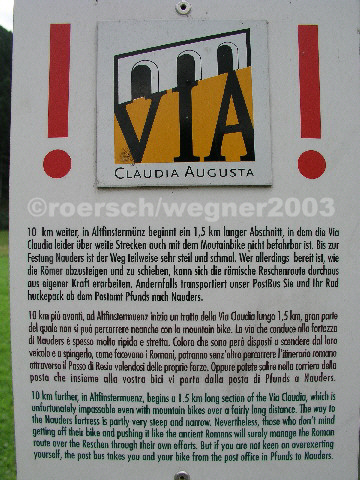 ! VIA !
CLAUDIA AUGUSTA
©roersch/wegner2003
10 km weiter, in Altfinstermünz beginnt ein 1,5 km langer Abschnitt, in dem die Via
Claudia leider über weite Strecken auch mit dem Moutainbike nicht befahrbar ist. Bis zur
Festung Nauders ist der Weg teilweise sehr steil und schmal. Wer allerdings bereit ist, wie
die Römer abzusteigen und zu schieben, kann sich die römische Reschenroute durchaus
aus eigener Kraft erarbeiten. Andernfalls transportiert unser PostBus Sie und Ihr Rad
huckepack ab dem Postamt Pfunds nach Nauders.
10 km più avanti, ad Altfinstermuenz inizia un tratto della Via Claudia lungo 1,5 km, gran parte
del quale non si può percorrere neanche con la mountain bike. La via che conduce alla fortezza
di Nauders è spesso molto ripida e stretta. Coloro che sono però disposti a scendere dal loro
veicolo e a spingerlo, come facevano i Romani, potranno senz'altro percorrere l'itinerario romano
attraverso il Passo di Resia valendosi delle proprie forze. Oppure potete salire nella corriera della
posta che insieme alla vostra bici vi porta dalla posta di Pfunds a Nauders.
10 km further, in Altfinstermuenz, begins a 1.5 km long section of the Via Claudia, which is
unfortunately impassable even with mountain bikes over a fairly long distance. The way to
the Nauders fortress is partly very steep and narrow. Nevertheless, those who don't mind
getting off their bike and pushing it like the ancient Romans will surely manage the Roman
route over the Reschen through their own efforts. But if you are not keen on overexerting
yourself, the post bus takes you and your bike from the post office in Pfunds to Nauders.